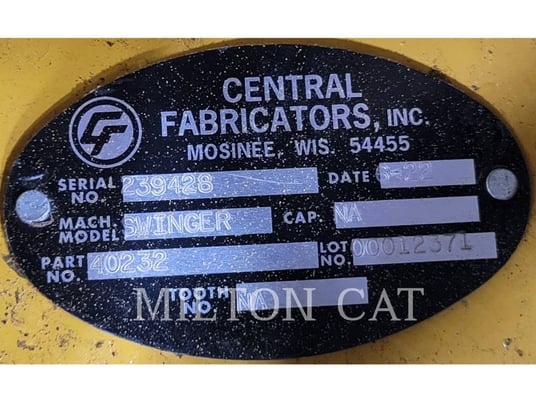 CENTRAL
FABRICATORS, INC.
MOSINEE, WIS. 54455
SERIAL NO. 239428 DATE 6-22
MACH. MODEL SWINGER CAP. NA
PART NO. 40232 LOT NO. 00012371
TOOTH NO. NA
MILTON CAT